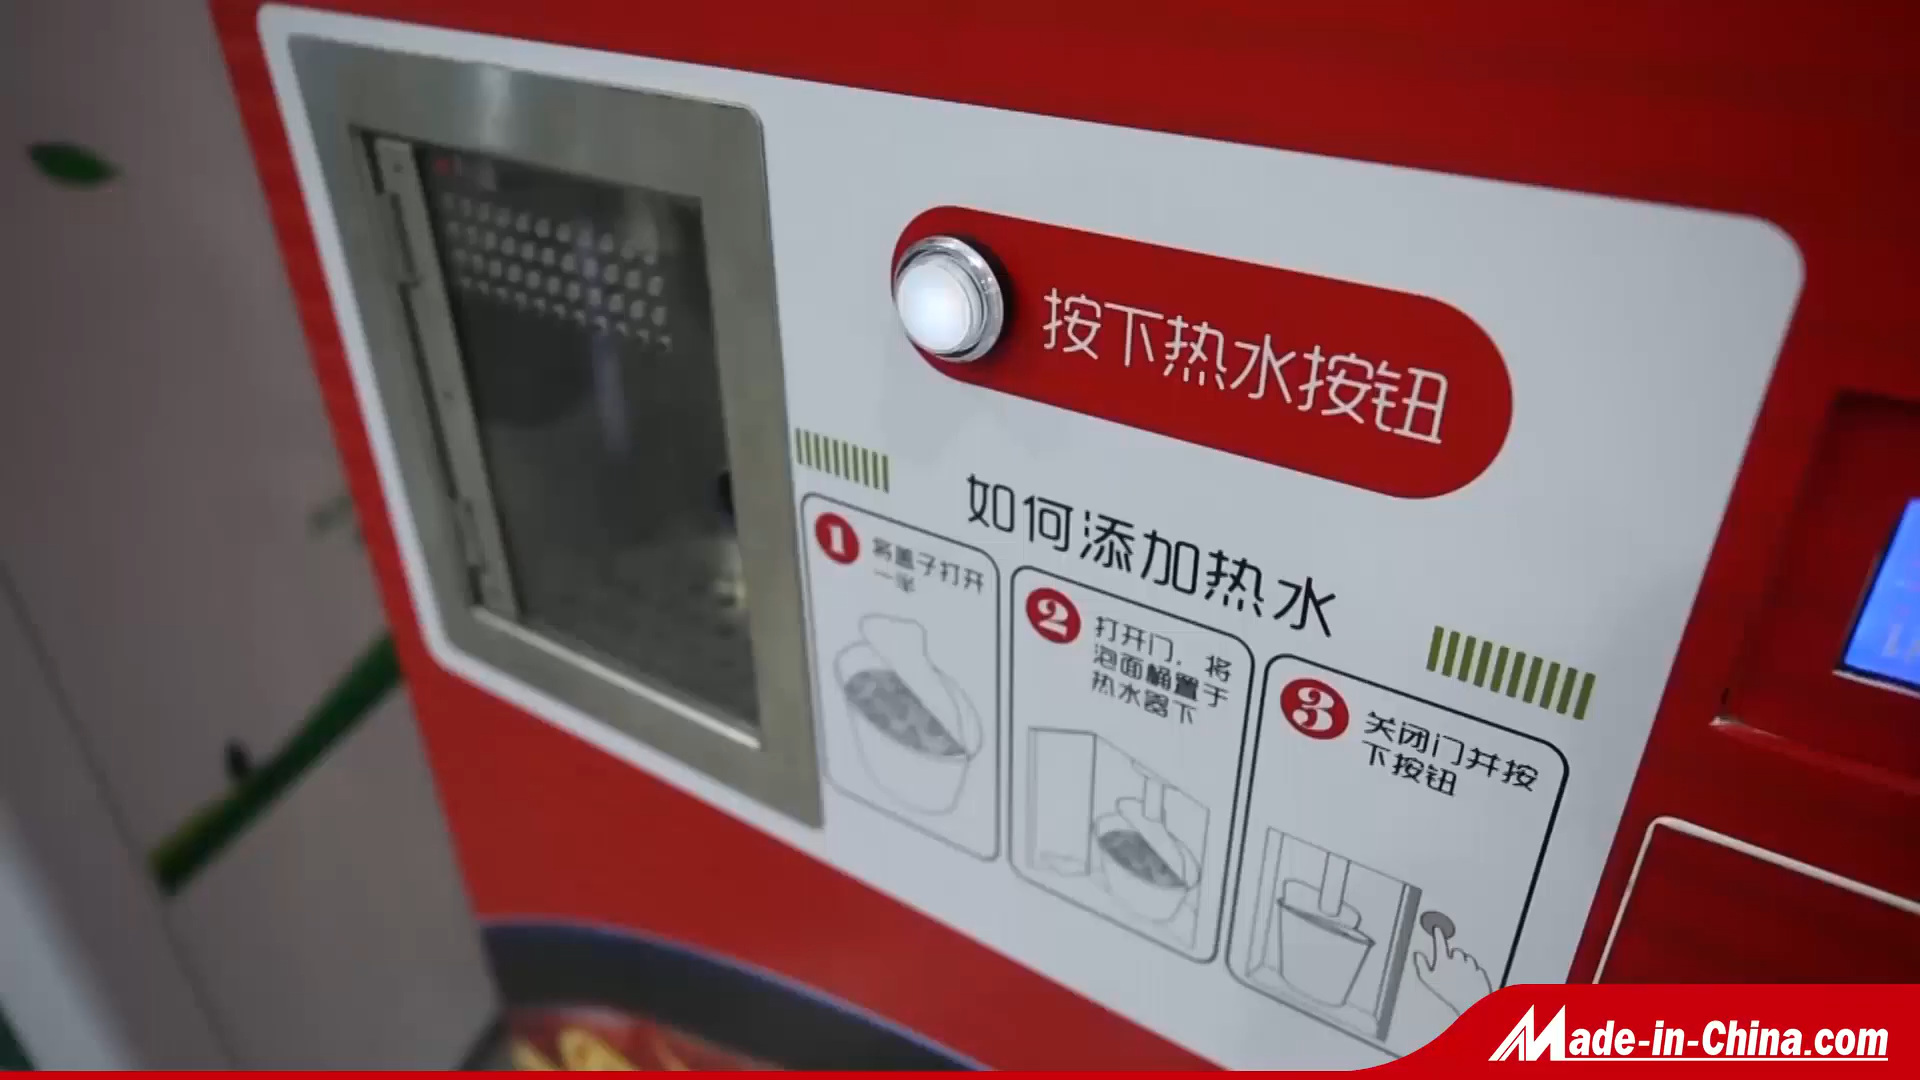 按下热水按钮
如何添加热水
1
将盖子打开
一半
2
打开门，将
泡面桶置于
热水器下
3
关闭门并按
下按钮
Made-in-China.com